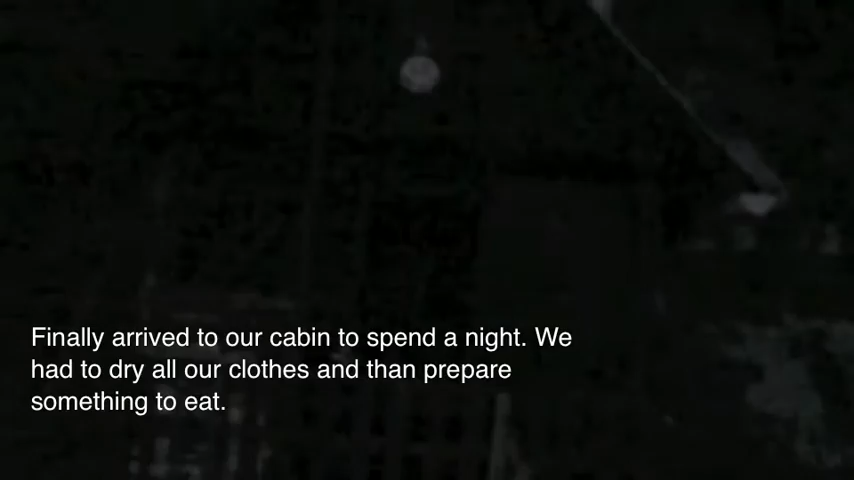 Finally arrived to our cabin to spend a night. We
had to dry all our clothes and than prepare
something to eat.